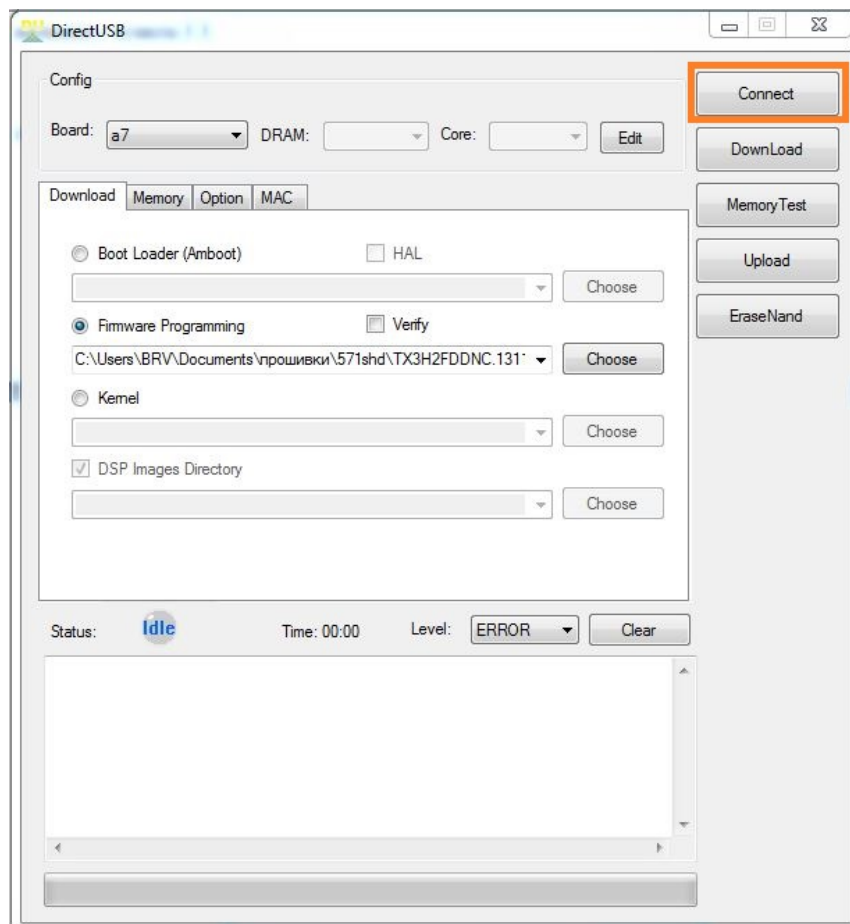 DirectUSB
Config
Board: a7 DRAM: Core: Edit
Connect
DownLoad
MemoryTest
Upload
EraseNand
Download Memory Option MAC
Boot Loader (Amboot) HAL
Choose
Firmware Programming Verify
C:\Users\BRV\Documents\прошивки\571shd\TX3H2FDDNC.131 Choose
Kernel
Choose
DSP Images Directory
Choose
Status: Idle Time: 00:00 Level: ERROR Clear